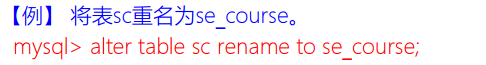 【例】 将表sc重名为se_course。
mysql> alter table sc rename to se_course;